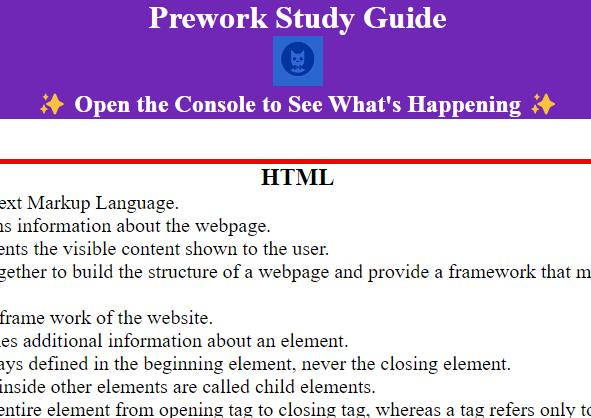 Prework Study Guide
✨ Open the Console to See What's Happening ✨
HTML
ext Markup Language.
ns information about the webpage.
ents the visible content shown to the user.
gether to build the structure of a webpage and provide a framework that m
frame work of the website.
es additional information about an element.
ays defined in the beginning element, never the closing element.
inside other elements are called child elements.
entire element from opening tag to closing tag, whereas a tag refers only to